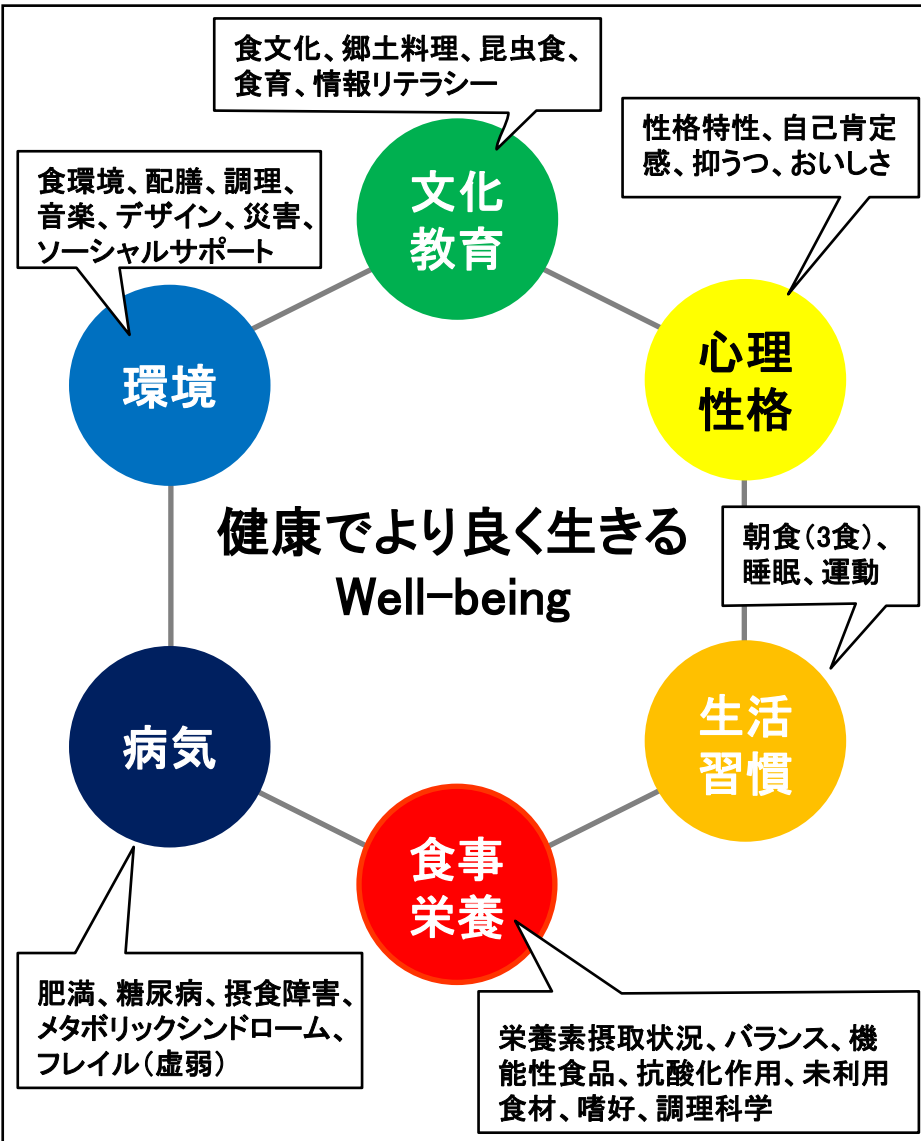 食文化、郷土料理、昆虫食、
食育、情報リテラシー
性格特性、自己肯定
感、抑うつ、おいしさ
食環境、配膳、調理、
音楽、デザイン、災害、
ソーシャルサポート
文化
教育
環境
心理
性格
健康でより良く生きる
Well-being
朝食(3食)、
睡眠、運動
病気
生活
習慣
食事
栄養
肥満、糖尿病、摂食障害、
メタボリックシンドローム、
フレイル(虚弱)
栄養素摂取状況、バランス、機
能性食品、抗酸化作用、未利用
食材、嗜好、調理科学